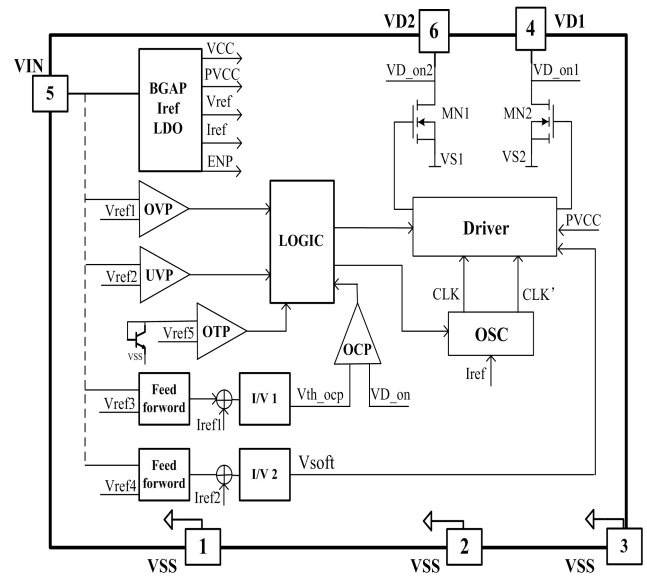 VD2
6
4
VD1
VIN
5
BGAP
Iref
LDO
VCC
PVCC
Vref
Iref
ENP
VD_on2
VD_on1
MN1
MN2
VS1
VS2
OVP
Vref1
LOGIC
Driver
PVCC
UVP
Vref2
CLK
CLK'
OTP
Vref5
VSS
OCP
OSC
Iref
Feed
forword
Vref3
Iref1
I/V 1
Vth_ocp
VD_on
Feed
forword
Vref4
Iref2
I/V 2
Vsoft
1
2
3
VSS
VSS
VSS